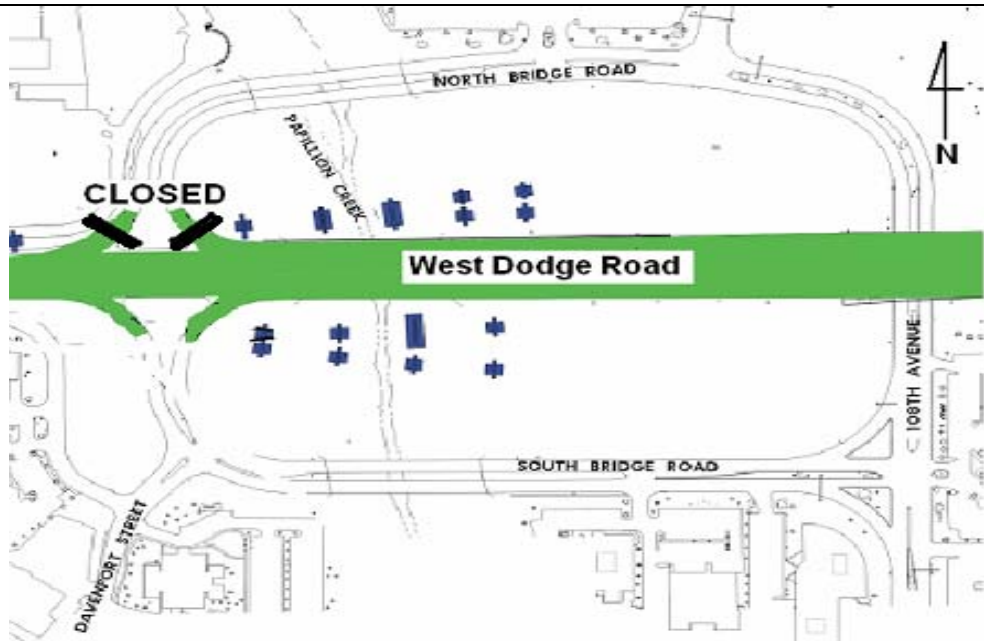 NORTH BRIDGE ROAD
PAPILLION CREEK
N
CLOSED
West Dodge Road
108TH AVENUE
SOUTH BRIDGE ROAD
DAVENPORT STREET